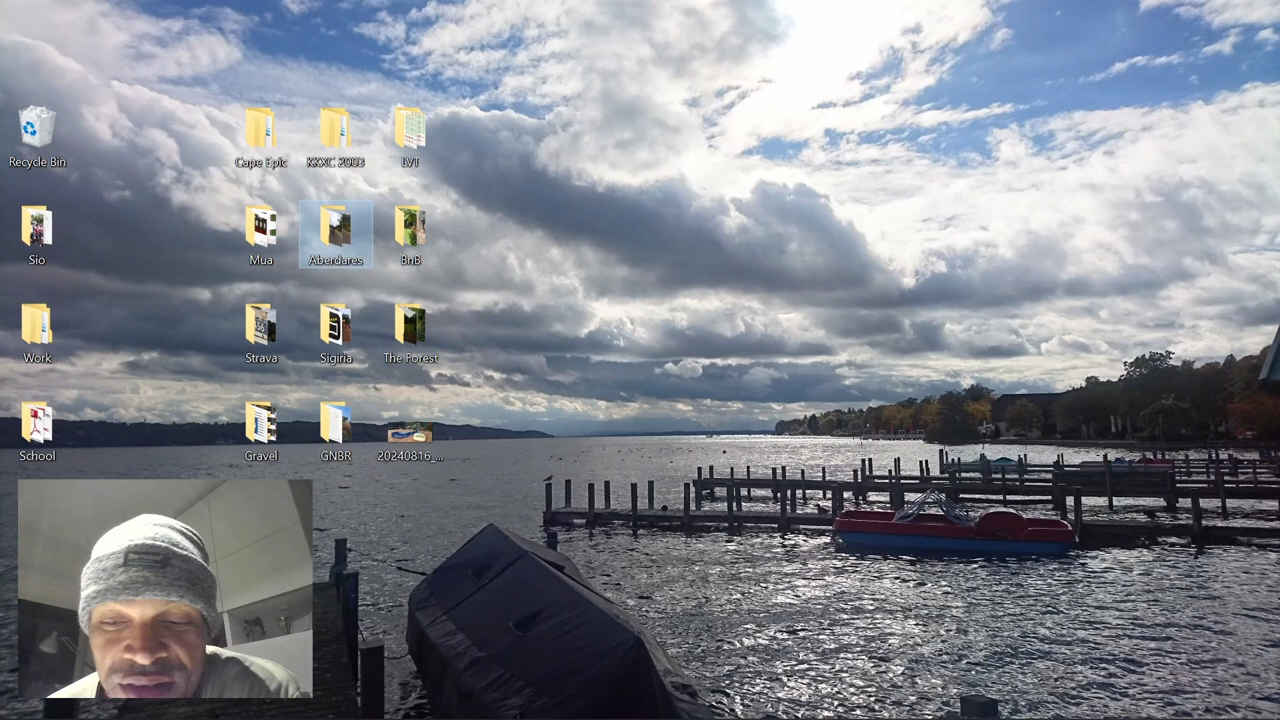 Recycle Bin
Cape Epic
KKXC 2003
LVT
Sio
Mua
Aberdares
BnB
Work
Strava
Sigiria
The Forest
School
Gravel
GNBR
20240816_...